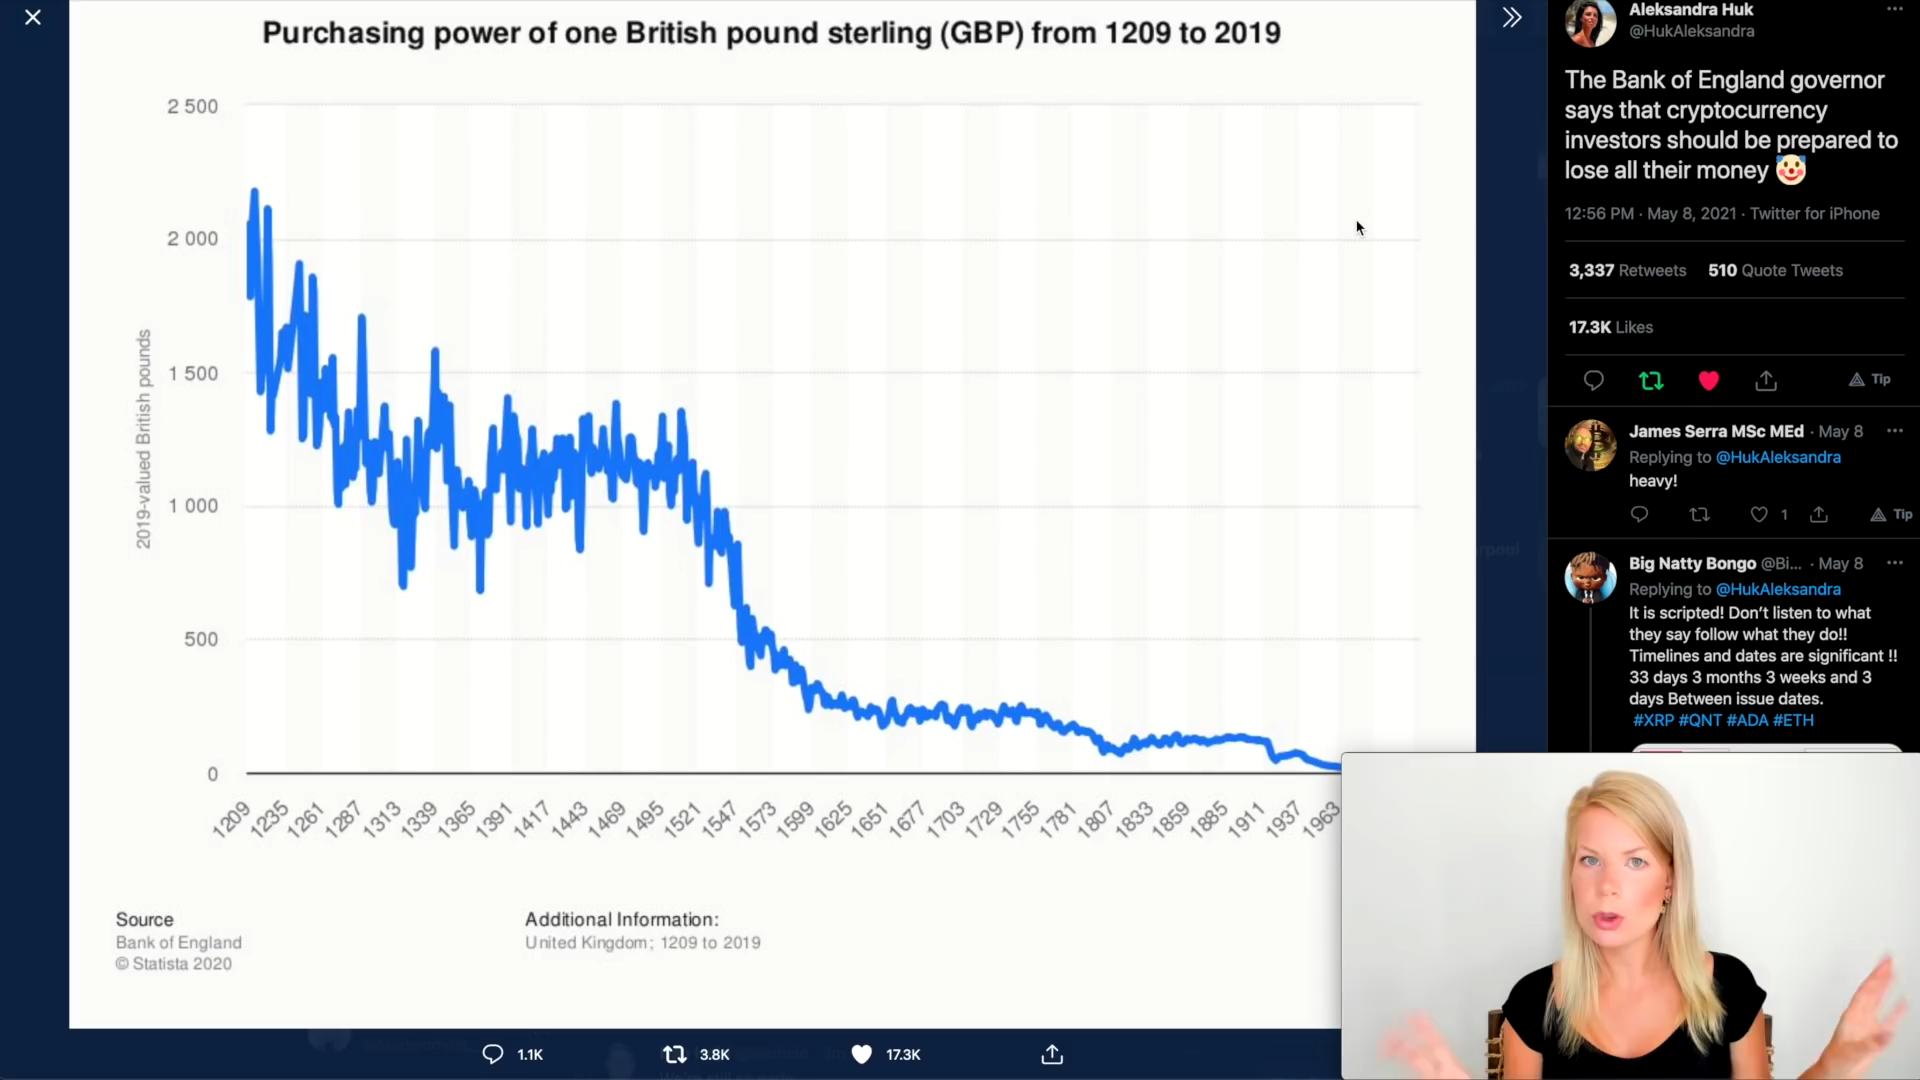 Purchasing power of one British pound sterling (GBP) from 1209 to 2019
2 500
2 000
1 500
1 000
500
0
2019-valued British pounds
1209 1235 1261 1287 1313 1339 1365 1391 1417 1443 1469 1495 1521 1547 1573 1599 1625 1651 1677 1703 1729 1755 1781 1807 1833 1859 1885 1911 1937 1963
Source
Bank of England
© Statista 2020
Additional Information:
United Kingdom; 1209 to 2019
1.1K 3.8K 17.3K
Aleksandra Huk
@HukAleksandra
The Bank of England governor
says that cryptocurrency
investors should be prepared to
lose all their money 🤡
12:56 PM · May 8, 2021 · Twitter for iPhone
3,337 Retweets 510 Quote Tweets
17.3K Likes
Tip
James Serra MSc MEd · May 8
Replying to @HukAleksandra
heavy!
1 Tip
Big Natty Bongo @Bi... · May 8
Replying to @HukAleksandra
It is scripted! Don’t listen to what
they say follow what they do!!
Timelines and dates are significant !!
33 days 3 months 3 weeks and 3
days Between issue dates.
#XRP #QNT #ADA #ETH